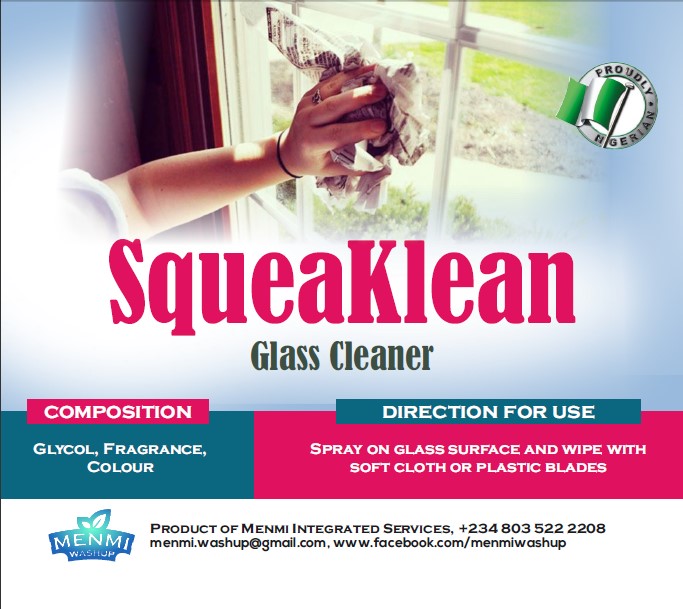 PROUDLY
NIGERIAN
SqueaKlean
Glass Cleaner
COMPOSITION
GLYCOL, FRAGRANCE,
COLOUR
DIRECTION FOR USE
SPRAY ON GLASS SURFACE AND WIPE WITH
SOFT CLOTH OR PLASTIC BLADES
MENMI
WASHUP
PRODUCT OF MENMI INTEGRATED SERVICES, +234 803 522 2208
menmi.washup@gmail.com, www.facebook.com/menmiwashup